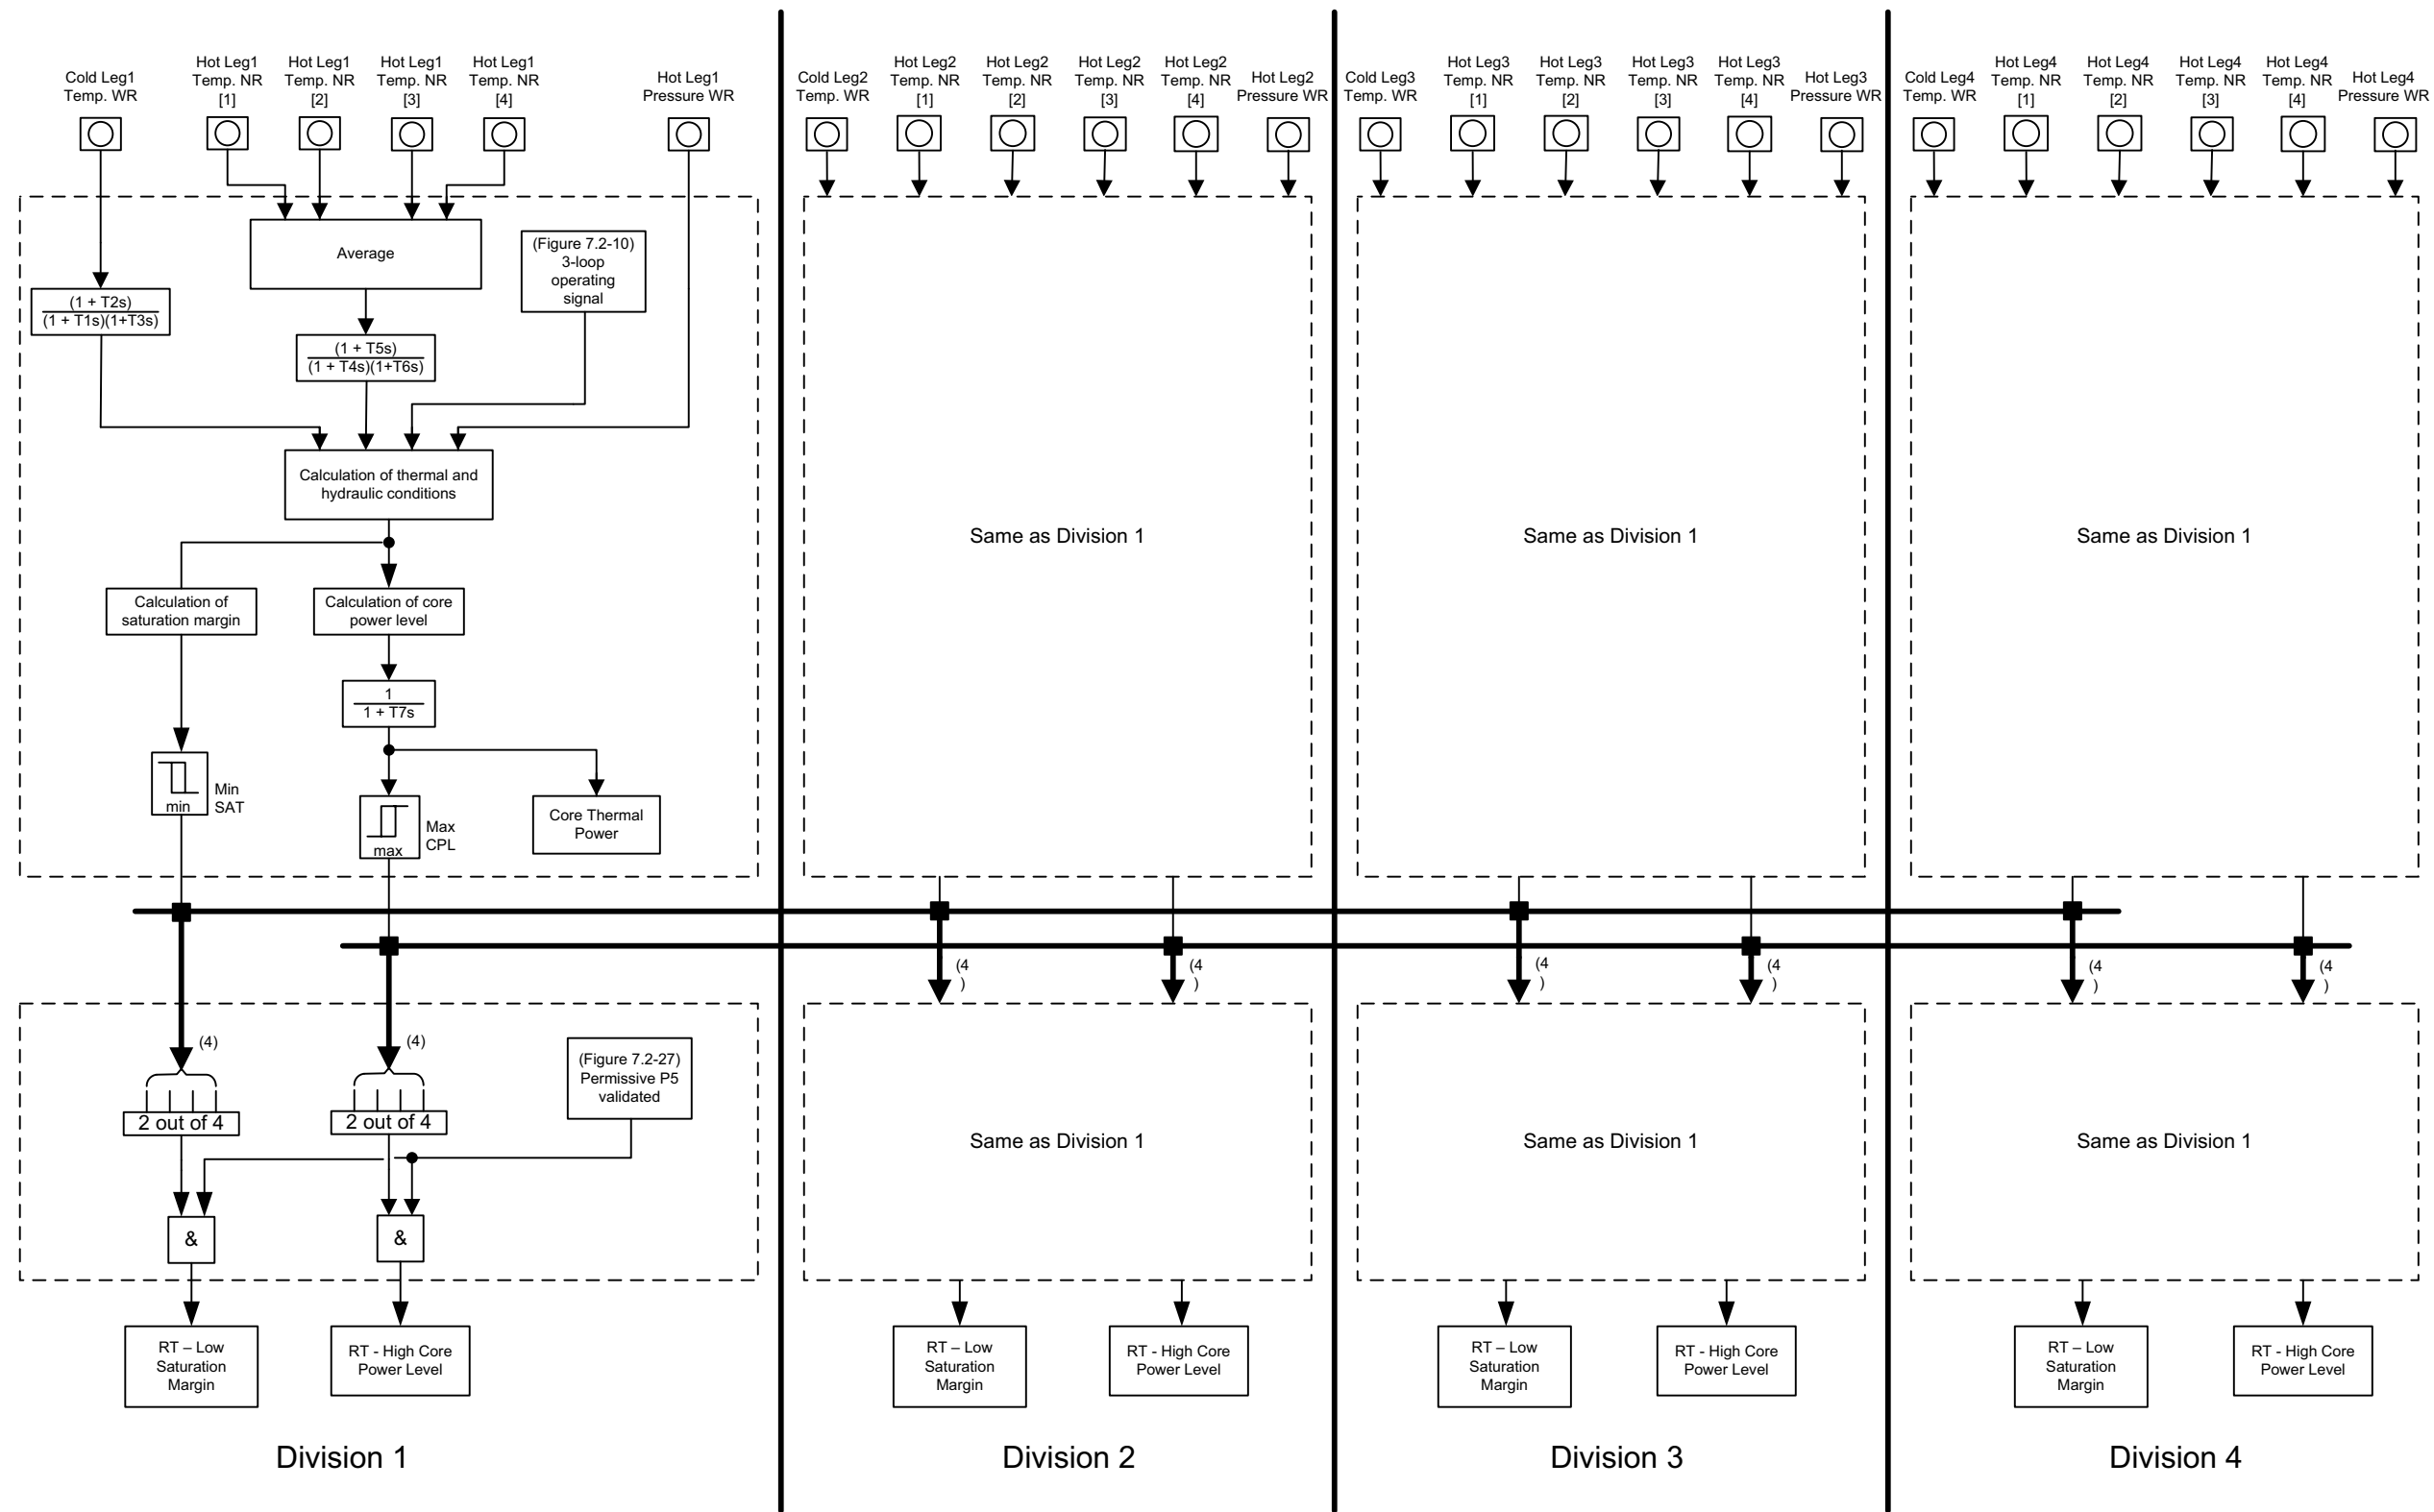 Cold Leg1
Temp. WR
Hot Leg1
Temp. NR
[1]
Hot Leg1
Temp. NR
[2]
Hot Leg1
Temp. NR
[3]
Hot Leg1
Temp. NR
[4]
Hot Leg1
Pressure WR
Cold Leg2
Temp. WR
Hot Leg2
Temp. NR
[1]
Hot Leg2
Temp. NR
[2]
Hot Leg2
Temp. NR
[3]
Hot Leg2
Temp. NR
[4]
Hot Leg2
Pressure WR
Cold Leg3
Temp. WR
Hot Leg3
Temp. NR
[1]
Hot Leg3
Temp. NR
[2]
Hot Leg3
Temp. NR
[3]
Hot Leg3
Temp. NR
[4]
Hot Leg3
Pressure WR
Cold Leg4
Temp. WR
Hot Leg4
Temp. NR
[1]
Hot Leg4
Temp. NR
[2]
Hot Leg4
Temp. NR
[3]
Hot Leg4
Temp. NR
[4]
Hot Leg4
Pressure WR
Average
(Figure 7.2-10)
3-loop
operating
signal
(1 + T2s)
(1 + T1s)(1+T3s)
(1 + T5s)
(1 + T4s)(1+T6s)
Calculation of thermal and
hydraulic conditions
Calculation of
saturation margin
Calculation of core
power level
1
1 + T7s
min
Min
SAT
max
Max
CPL
Core Thermal
Power
Same as Division 1
Same as Division 1
Same as Division 1
(4
)
(4
)
(4
)
(4
)
(4
)
(4
)
(4)
(4)
2 out of 4
2 out of 4
(Figure 7.2-27)
Permissive P5
validated
&
&
Same as Division 1
Same as Division 1
Same as Division 1
RT – Low
Saturation
Margin
RT - High Core
Power Level
RT – Low
Saturation
Margin
RT - High Core
Power Level
RT – Low
Saturation
Margin
RT - High Core
Power Level
RT – Low
Saturation
Margin
RT - High Core
Power Level
Division 1
Division 2
Division 3
Division 4